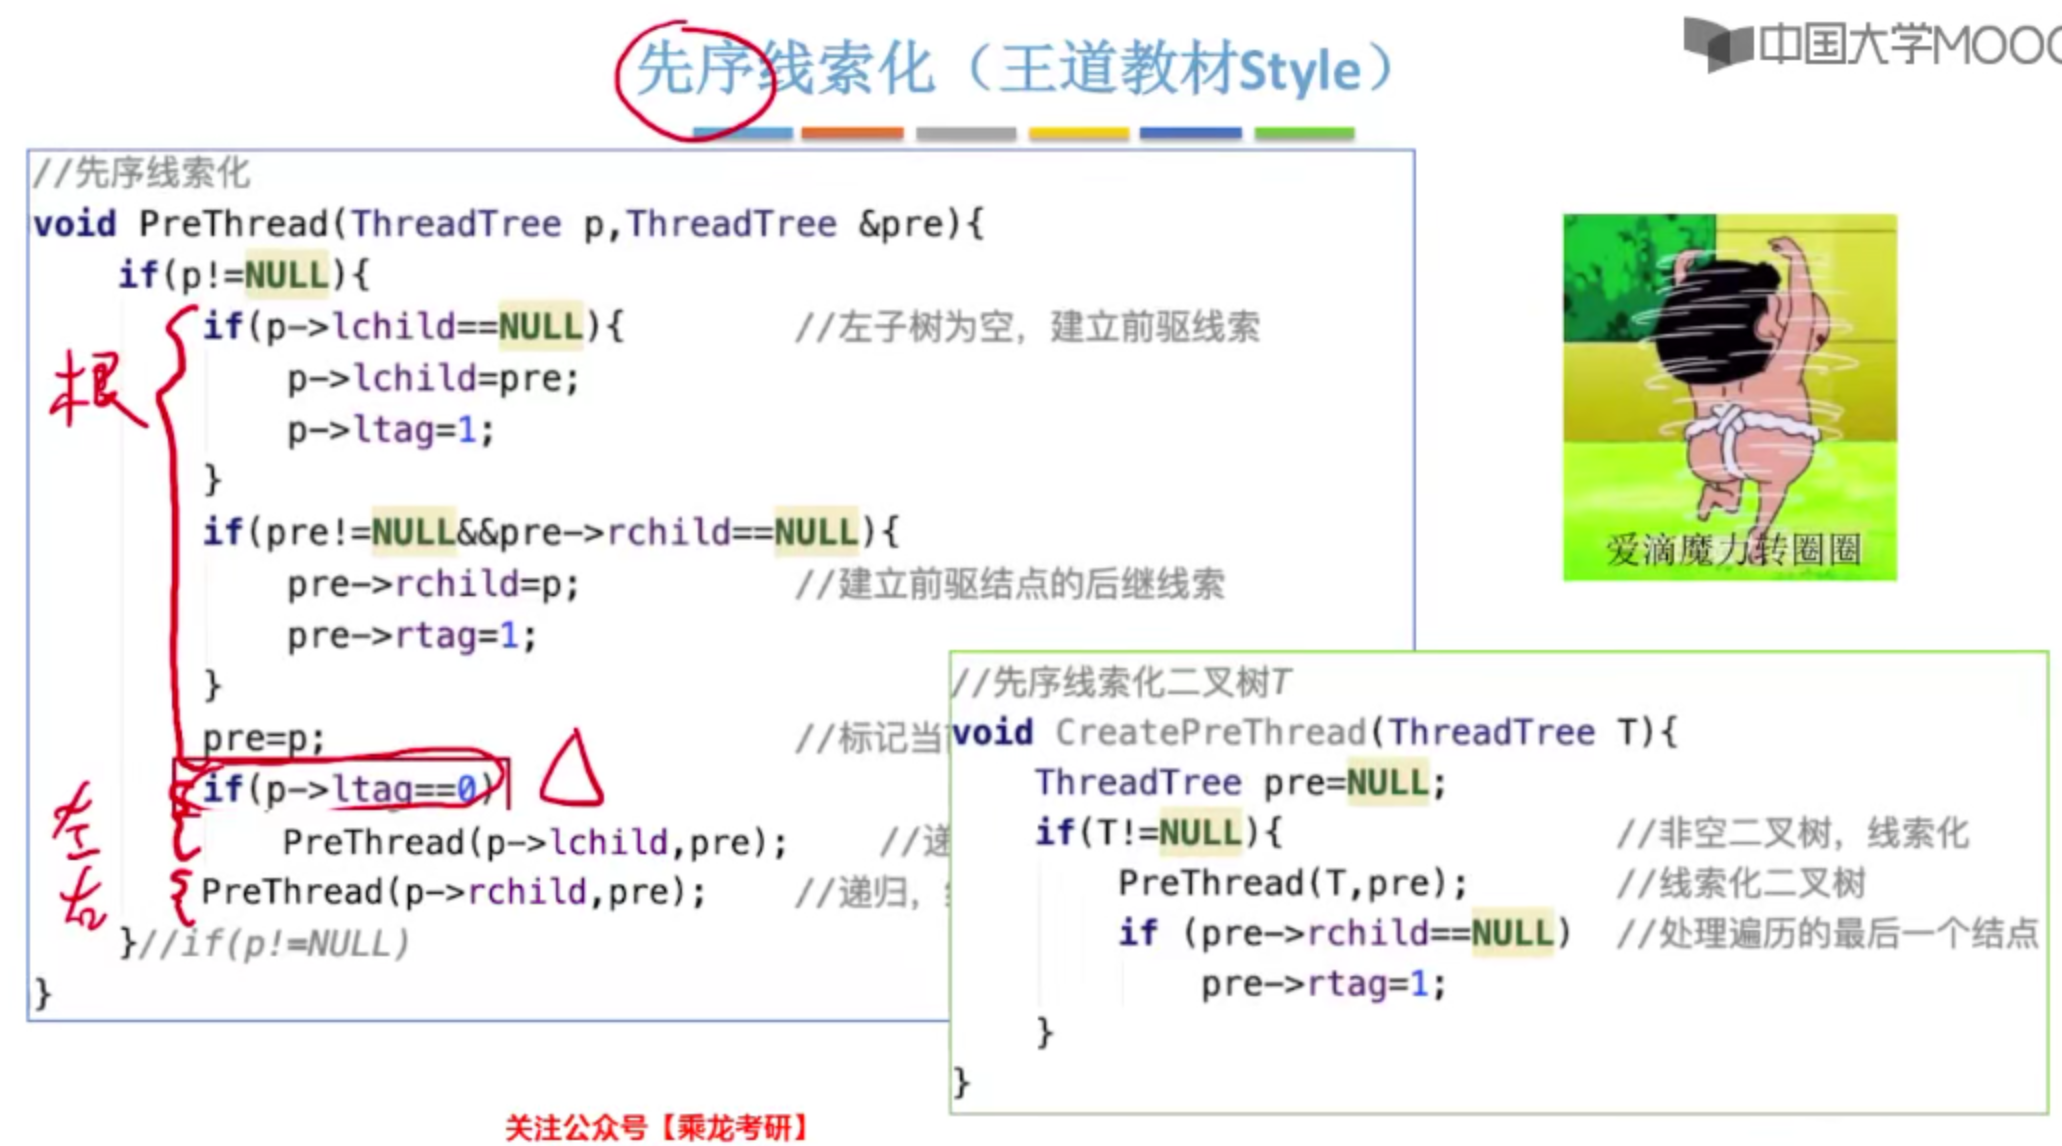 先序线索化（王道教材Style）
中国大学MOOC
//先序线索化
void PreThread(ThreadTree p,ThreadTree &pre){
if(p!=NULL){
if(p->lchild==NULL){ //左子树为空，建立前驱线索
p->lchild=pre;
p->ltag=1;
}
if(pre!=NULL&&pre->rchild==NULL){
pre->rchild=p; //建立前驱结点的后继线索
pre->rtag=1;
}
pre=p; //标记当
if(p->ltag==0)
PreThread(p->lchild,pre); //递
PreThread(p->rchild,pre); //递归，
}//if(p!=NULL)
}
根
左
右
爱滴魔力转圈圈
//先序线索化二叉树T
void CreatePreThread(ThreadTree T){
ThreadTree pre=NULL;
if(T!=NULL){ //非空二叉树，线索化
PreThread(T,pre); //线索化二叉树
if (pre->rchild==NULL) //处理遍历的最后一个结点
pre->rtag=1;
}
}
关注公众号【乘龙考研】